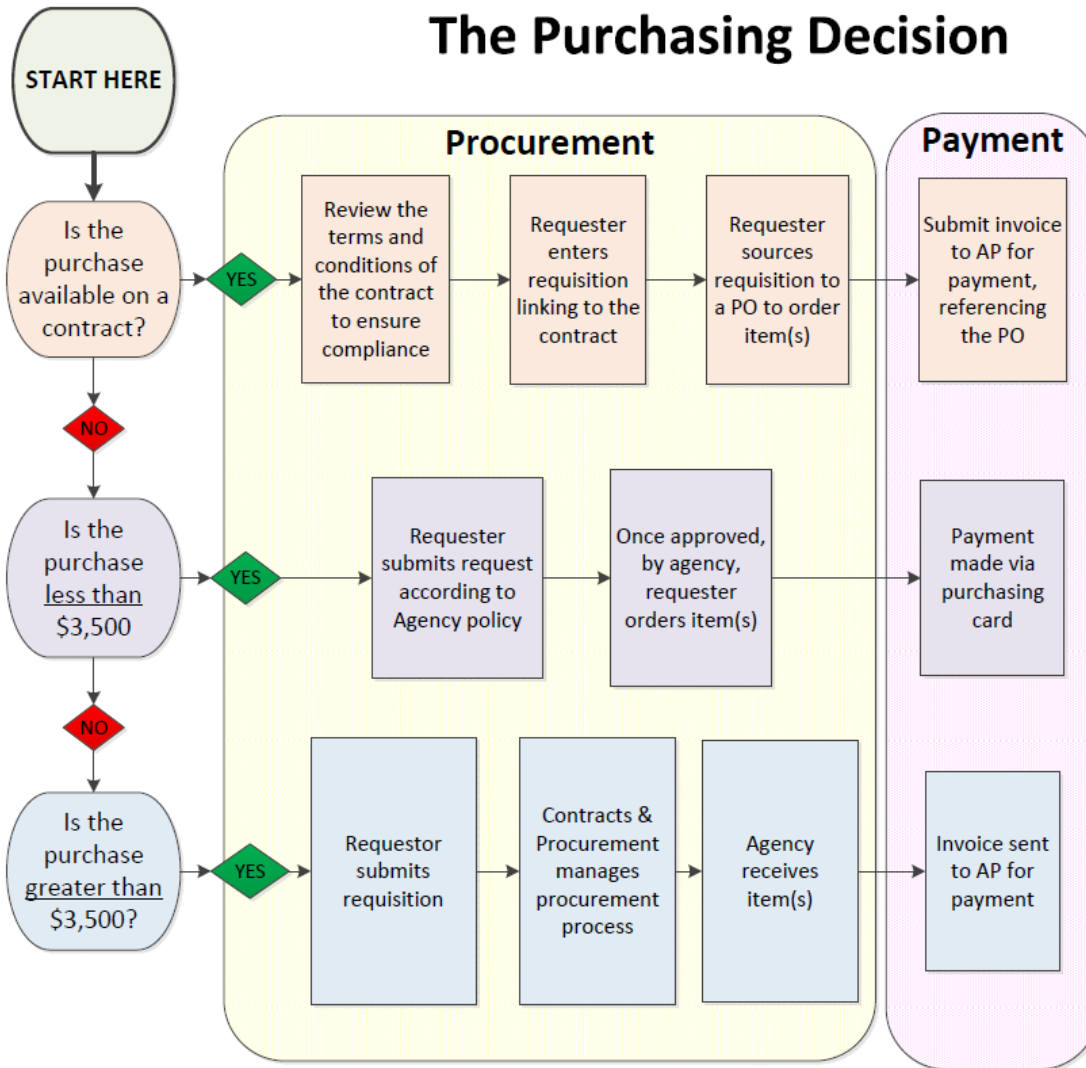 The Purchasing Decision
START HERE
Procurement
Payment
Is the
purchase
available on a
contract?
YES
Review the
terms and
conditions of
the contract
to ensure
compliance
Requester
enters
requisition
linking to the
contract
Requester
sources
requisition to
a PO to order
item(s)
Submit invoice
to AP for
payment,
referencing
the PO
NO
Is the
purchase
less than
$3,500
YES
Requester
submits request
according to
Agency policy
Once approved,
by agency,
requester
orders item(s)
Payment
made via
purchasing
card
NO
Is the
purchase
greater than
$3,500?
YES
Requestor
submits
requisition
Contracts &
Procurement
manages
procurement
process
Agency
receives
item(s)
Invoice sent
to AP for
payment